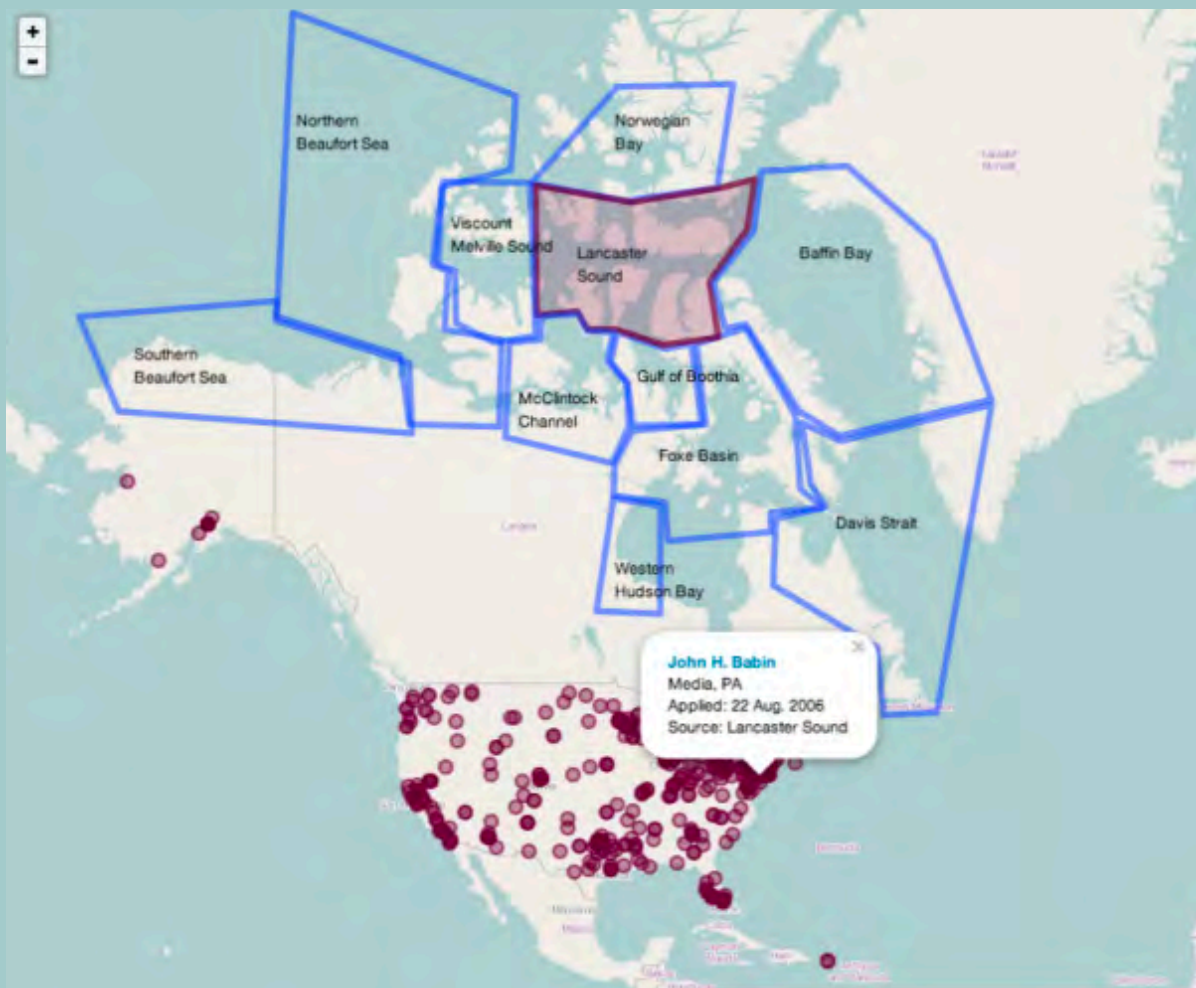 +
-
Northern
Beaufort Sea
Norwegian
Bay
Viscount
Melville Sound
Lancaster
Sound
Baffin Bay
Southern
Beaufort Sea
McClintock
Channel
Gulf of Boothia
Foxe Basin
Davis Strait
Western
Hudson Bay
John H. Babin
Media, PA
Applied: 22 Aug. 2006
Source: Lancaster Sound
Bermuda